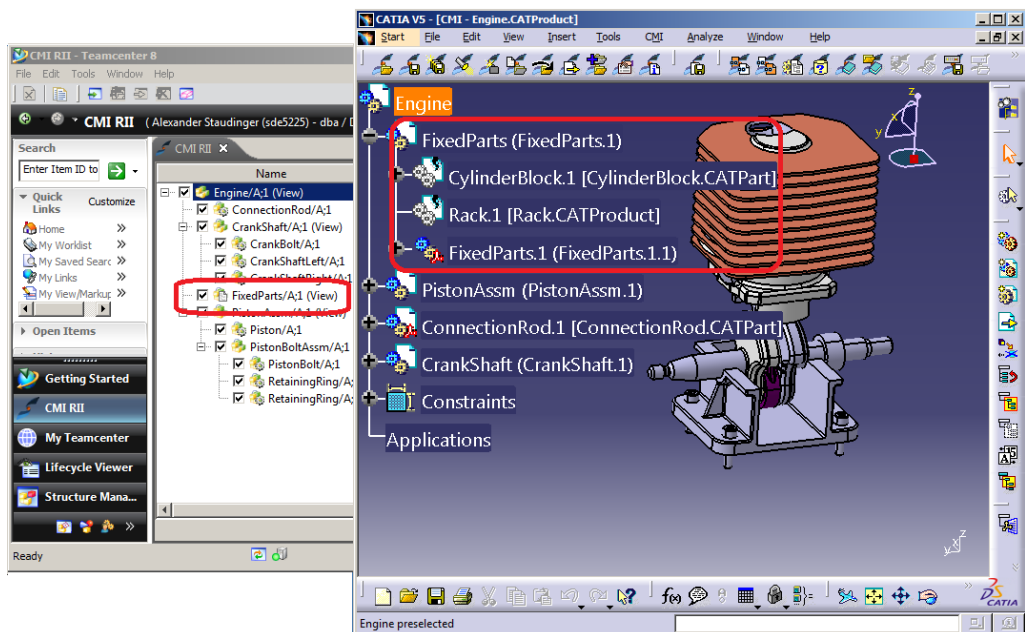 CMI RII - Teamcenter 8
File Edit Tools Window Help
CMI RII ( Alexander Staudinger (sde5225) - dba /
Search
Enter Item ID to
Quick Links
Customize
Home
My Worklist
My Saved Searc
My Links
My View/Markup
Open Items
Getting Started
CMI RII
My Teamcenter
Lifecycle Viewer
Structure Mana...
Ready
CMI RII
Name
Engine/A;1 (View)
ConnectionRod/A;1
CrankShaft/A;1 (View)
CrankBolt/A;1
CrankShaftLeft/A;1
CrankShaftRight/A;1
FixedParts/A;1 (View)
PistonAssm/A;1 (View)
Piston/A;1
PistonBoltAssm/A;1
PistonBolt/A;1
RetainingRing/A;
RetainingRing/A;
CATIA V5 - [CMI - Engine.CATProduct]
Start File Edit View Insert Tools CMI Analyze Window Help
Engine
FixedParts (FixedParts.1)
CylinderBlock.1 [CylinderBlock.CATPart]
Rack.1 [Rack.CATProduct]
FixedParts.1 (FixedParts.1.1)
PistonAssm (PistonAssm.1)
ConnectionRod.1 [ConnectionRod.CATPart]
CrankShaft (CrankShaft.1)
Constraints
Applications
z
y
x
z
y x
f(x)
CATIA
Engine preselected